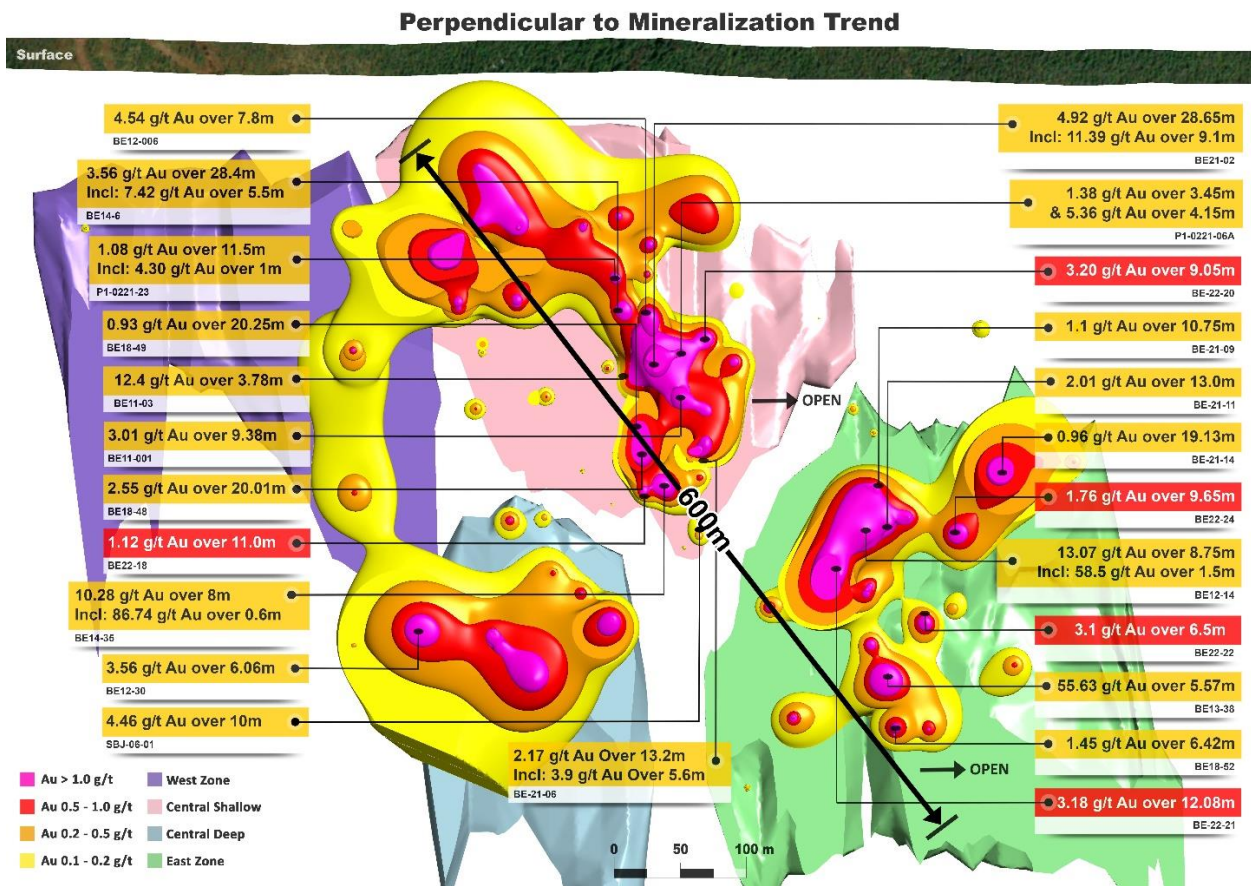 Perpendicular to Mineralization Trend
Surface
4.54 g/t Au over 7.8m
BE12-006
3.56 g/t Au over 28.4m
Incl: 7.42 g/t Au over 5.5m
BE14-6
1.08 g/t Au over 11.5m
Incl: 4.30 g/t Au over 1m
P1-0221-23
0.93 g/t Au over 20.25m
BE18-49
12.4 g/t Au over 3.78m
BE11-03
3.01 g/t Au over 9.38m
BE11-001
2.55 g/t Au over 20.01m
BE18-48
1.12 g/t Au over 11.0m
BE22-18
10.28 g/t Au over 8m
Incl: 86.74 g/t Au over 0.6m
BE14-35
3.56 g/t Au over 6.06m
BE12-30
4.46 g/t Au over 10m
SBJ-06-01
2.17 g/t Au Over 13.2m
Incl: 3.9 g/t Au Over 5.6m
BE-21-06
4.92 g/t Au over 28.65m
Incl: 11.39 g/t Au over 9.1m
BE21-02
1.38 g/t Au over 3.45m
& 5.36 g/t Au over 4.15m
P1-0221-06A
3.20 g/t Au over 9.05m
BE-22-20
1.1 g/t Au over 10.75m
BE-21-09
2.01 g/t Au over 13.0m
BE-21-11
0.96 g/t Au over 19.13m
BE-21-14
1.76 g/t Au over 9.65m
BE22-24
13.07 g/t Au over 8.75m
Incl: 58.5 g/t Au over 1.5m
BE12-14
3.1 g/t Au over 6.5m
BE22-22
55.63 g/t Au over 5.57m
BE13-38
1.45 g/t Au over 6.42m
BE18-52
3.18 g/t Au over 12.08m
BE-22-21
OPEN
600m
OPEN
Au > 1.0 g/t
Au 0.5 - 1.0 g/t
Au 0.2 - 0.5 g/t
Au 0.1 - 0.2 g/t
West Zone
Central Shallow
Central Deep
East Zone
0 50 100 m